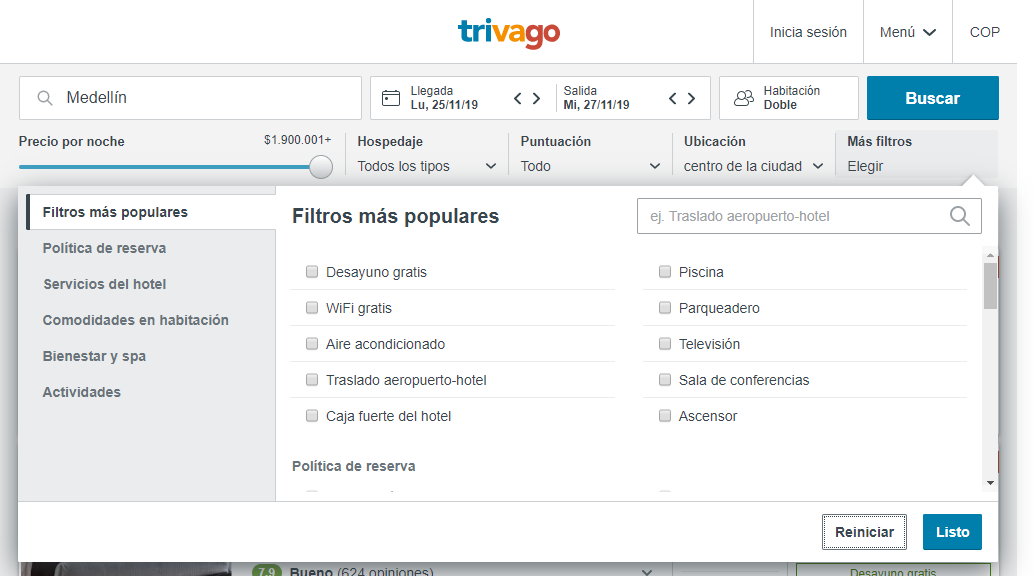 trivago
Inicia sesión
Menú
COP
Medellín
Llegada
Lu, 25/11/19
Salida
Mi, 27/11/19
Habitación
Doble
Buscar
Precio por noche
$1.900.001+
Hospedaje
Todos los tipos
Puntuación
Todo
Ubicación
centro de la ciudad
Más filtros
Elegir
Filtros más populares
Política de reserva
Servicios del hotel
Comodidades en habitación
Bienestar y spa
Actividades
Filtros más populares
ej. Traslado aeropuerto-hotel
Desayuno gratis
Piscina
WiFi gratis
Parqueadero
Aire acondicionado
Televisión
Traslado aeropuerto-hotel
Sala de conferencias
Caja fuerte del hotel
Ascensor
Política de reserva
Reiniciar
Listo
7,9 Bueno (624 opiniones)
Desayuno gratis